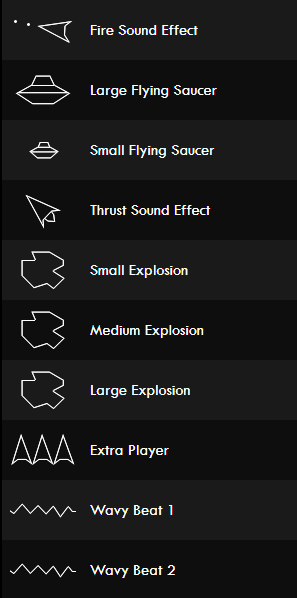 Fire Sound Effect
Large Flying Saucer
Small Flying Saucer
Thrust Sound Effect
Small Explosion
Medium Explosion
Large Explosion
Extra Player
Wavy Beat 1
Wavy Beat 2